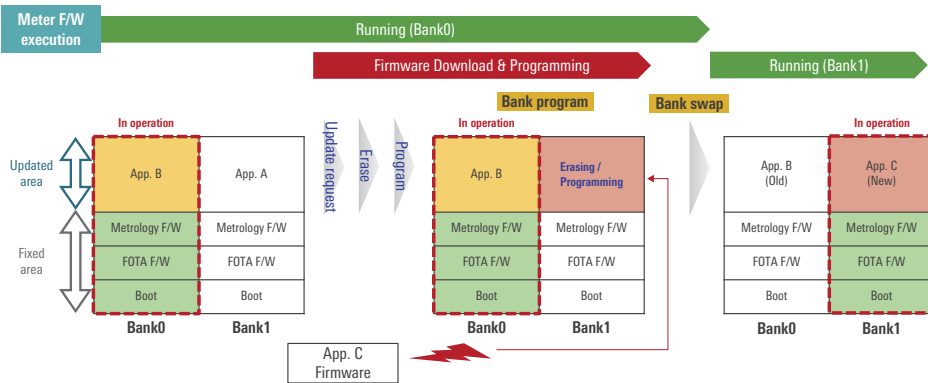 Meter F/W
execution
Running (Bank0)
Firmware Download & Programming
Running (Bank1)
Bank program
Bank swap
In operation
In operation
In operation
Updated
area
Fixed
area
App. B
App. A
Metrology F/W
Metrology F/W
FOTA F/W
FOTA F/W
Boot
Boot
Bank0
Bank1
Update request
Erase
Program
App. B
Erasing /
Programming
Metrology F/W
Metrology F/W
FOTA F/W
FOTA F/W
Boot
Boot
Bank0
Bank1
App. B
(Old)
App. C
(New)
Metrology F/W
Metrology F/W
FOTA F/W
FOTA F/W
Boot
Boot
Bank0
Bank1
App. C
Firmware